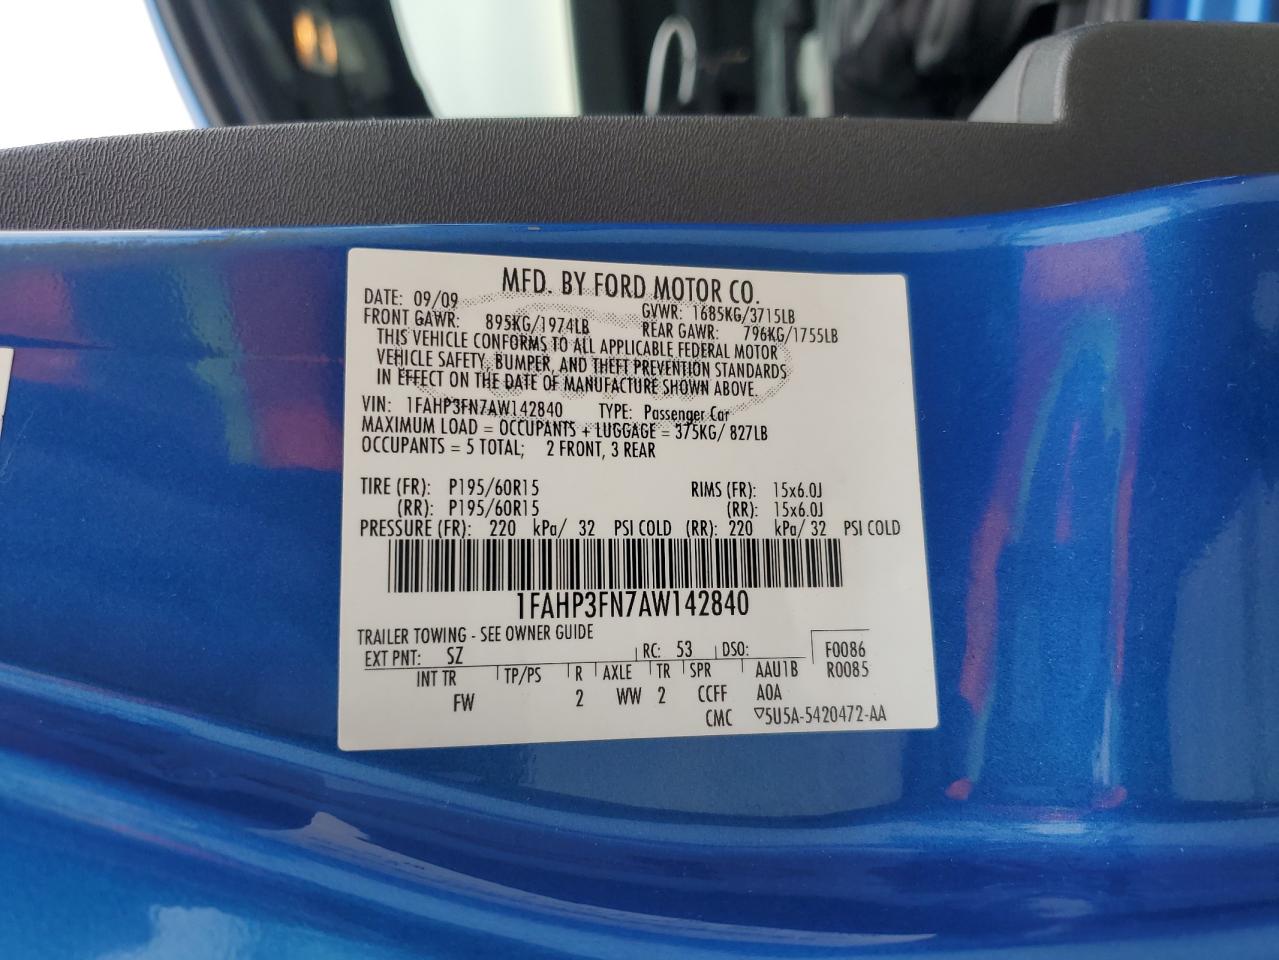 MFD. BY FORD MOTOR CO.
DATE: 09/09 GVWR: 1685KG/3715LB
FRONT GAWR: 895KG/1974LB REAR GAWR: 796KG/1755LB
THIS VEHICLE CONFORMS TO ALL APPLICABLE FEDERAL MOTOR
VEHICLE SAFETY, BUMPER, AND THEFT PREVENTION STANDARDS
IN EFFECT ON THE DATE OF MANUFACTURE SHOWN ABOVE.
VIN: 1FAHP3FN7AW142840 TYPE: Passenger Car
MAXIMUM LOAD = OCCUPANTS + LUGGAGE = 375KG/ 827LB
OCCUPANTS = 5 TOTAL; 2 FRONT, 3 REAR
TIRE (FR): P195/60R15 RIMS (FR): 15x6.0J
(RR): P195/60R15 (RR): 15x6.0J
PRESSURE (FR): 220 kPa/ 32 PSI COLD (RR): 220 kPa/ 32 PSI COLD
1FAHP3FN7AW142840
TRAILER TOWING - SEE OWNER GUIDE
EXT PNT: SZ RC: 53 DSO: F0086
INT TR TP/PS R AXLE TR SPR AAU1B R0085
FW 2 WW 2 CCFF AOA
CMC ▽5U5A-5420472-AA